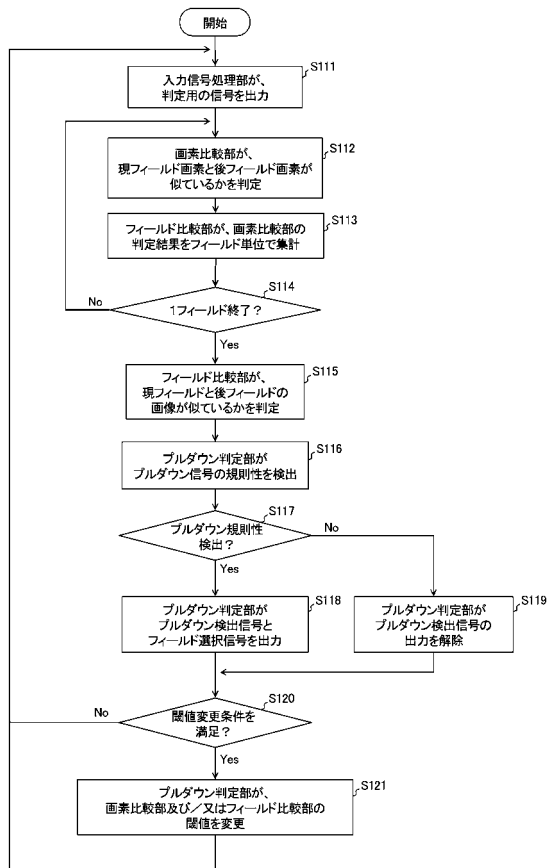 開始
S111
入力信号処理部が、
判定用の信号を出力
S112
画素比較部が、
現フィールド画素と後フィールド画素が
似ているかを判定
S113
フィールド比較部が、画素比較部の
判定結果をフィールド単位で集計
S114
No
1フィールド終了？
Yes
S115
フィールド比較部が、
現フィールドと後フィールドの
画像が似ているかを判定
S116
プルダウン判定部が
プルダウン信号の規則性を検出
S117
プルダウン規則性
検出？
No
Yes
S118
プルダウン判定部が
プルダウン検出信号と
フィールド選択信号を出力
S119
プルダウン判定部が
プルダウン検出信号の
出力を解除
S120
No
閾値変更条件を
満足？
Yes
S121
プルダウン判定部が、
画素比較部及び／又はフィールド比較部の
閾値を変更